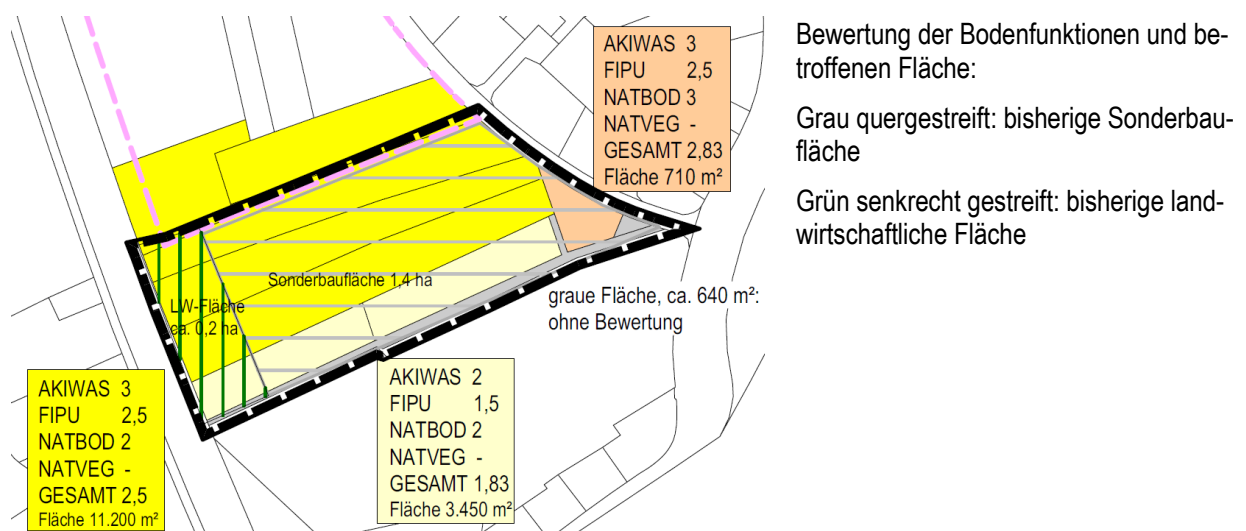 AKIWAS 3
FIPU 2,5
NATBOD 3
NATVEG -
GESAMT 2,83
Fläche 710 m²
Bewertung der Bodenfunktionen und be-
troffenen Fläche:
Grau quergestreift: bisherige Sonderbau-
fläche
Grün senkrecht gestreift: bisherige land-
wirtschaftliche Fläche
Sonderbaufläche 1,4 ha
LW-Fläche
ca. 0,2 ha
graue Fläche, ca. 640 m²:
ohne Bewertung
AKIWAS 3
FIPU 2,5
NATBOD 2
NATVEG -
GESAMT 2,5
Fläche 11.200 m²
AKIWAS 2
FIPU 1,5
NATBOD 2
NATVEG -
GESAMT 1,83
Fläche 3.450 m²